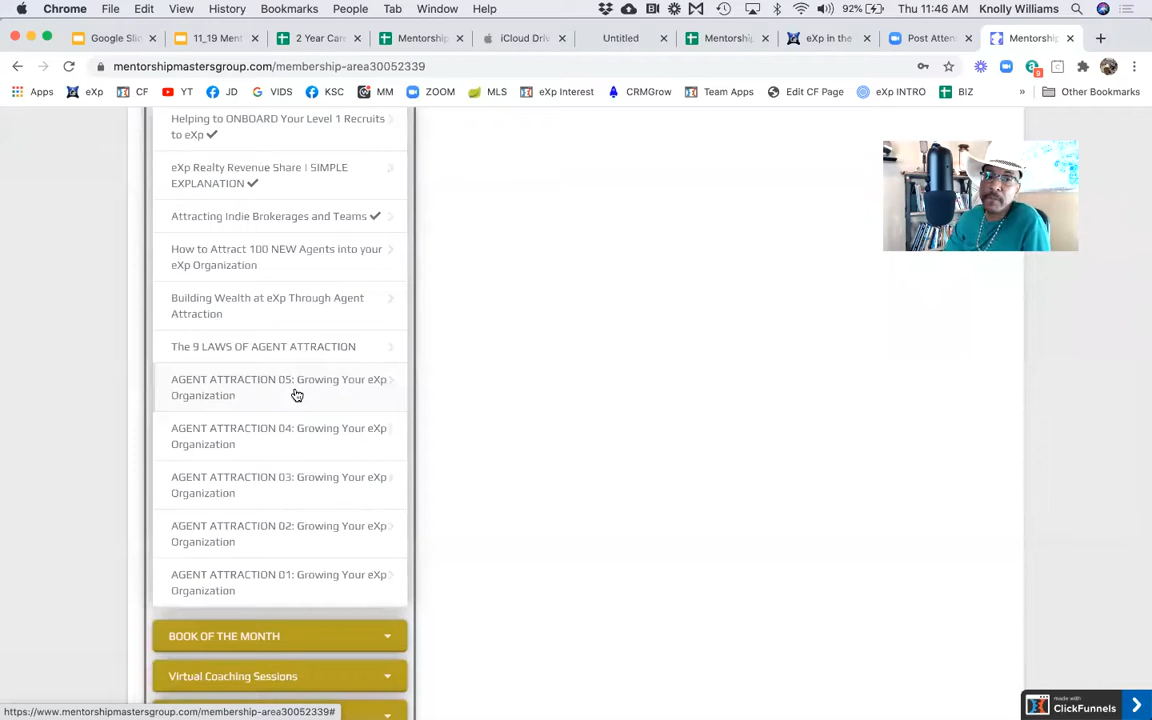 Chrome File Edit View History Bookmarks People Tab Window Help 92% Thu 11:46 AM Knolly Williams
Google Slid 11_19 Ment 2 Year Care Mentorship iCloud Driv Untitled Mentorship eXp in the Post Atten Mentorship
mentorshipmastersgroup.com/membership-area30052339
9
Apps eXp CF YT JD VIDS KSC MM ZOOM MLS eXp Interest CRMGrow Team Apps Edit CF Page eXp INTRO BIZ » Other Bookmarks
Helping to ONBOARD Your Level 1 Recruits
to eXp ✔
eXp Realty Revenue Share | SIMPLE
EXPLANATION ✔
Attracting Indie Brokerages and Teams ✔
How to Attract 100 NEW Agents into your
eXp Organization
Building Wealth at eXp Through Agent
Attraction
The 9 LAWS OF AGENT ATTRACTION
AGENT ATTRACTION 05: Growing Your eXp
Organization
AGENT ATTRACTION 04: Growing Your eXp
Organization
AGENT ATTRACTION 03: Growing Your eXp
Organization
AGENT ATTRACTION 02: Growing Your eXp
Organization
AGENT ATTRACTION 01: Growing Your eXp
Organization
BOOK OF THE MONTH
Virtual Coaching Sessions
https://www.mentorshipmastersgroup.com/membership-area30052339#
made with
ClickFunnels